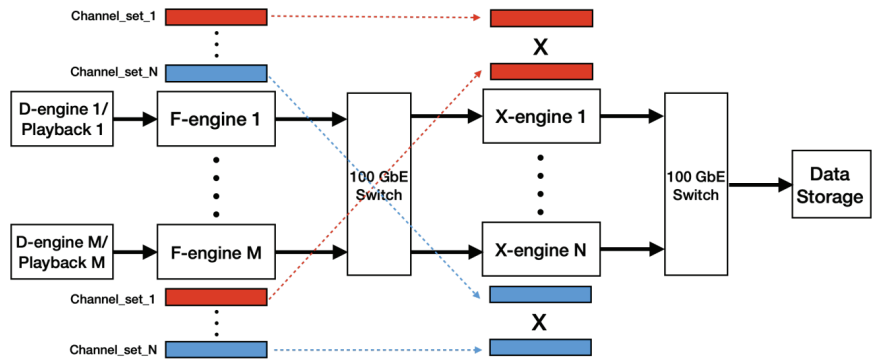 Channel_set_1
X
Channel_set_N
D-engine 1/
Playback 1
F-engine 1
X-engine 1
100 GbE
Switch
100 GbE
Switch
Data
Storage
D-engine M/
Playback M
F-engine M
X-engine N
Channel_set_1
X
Channel_set_N